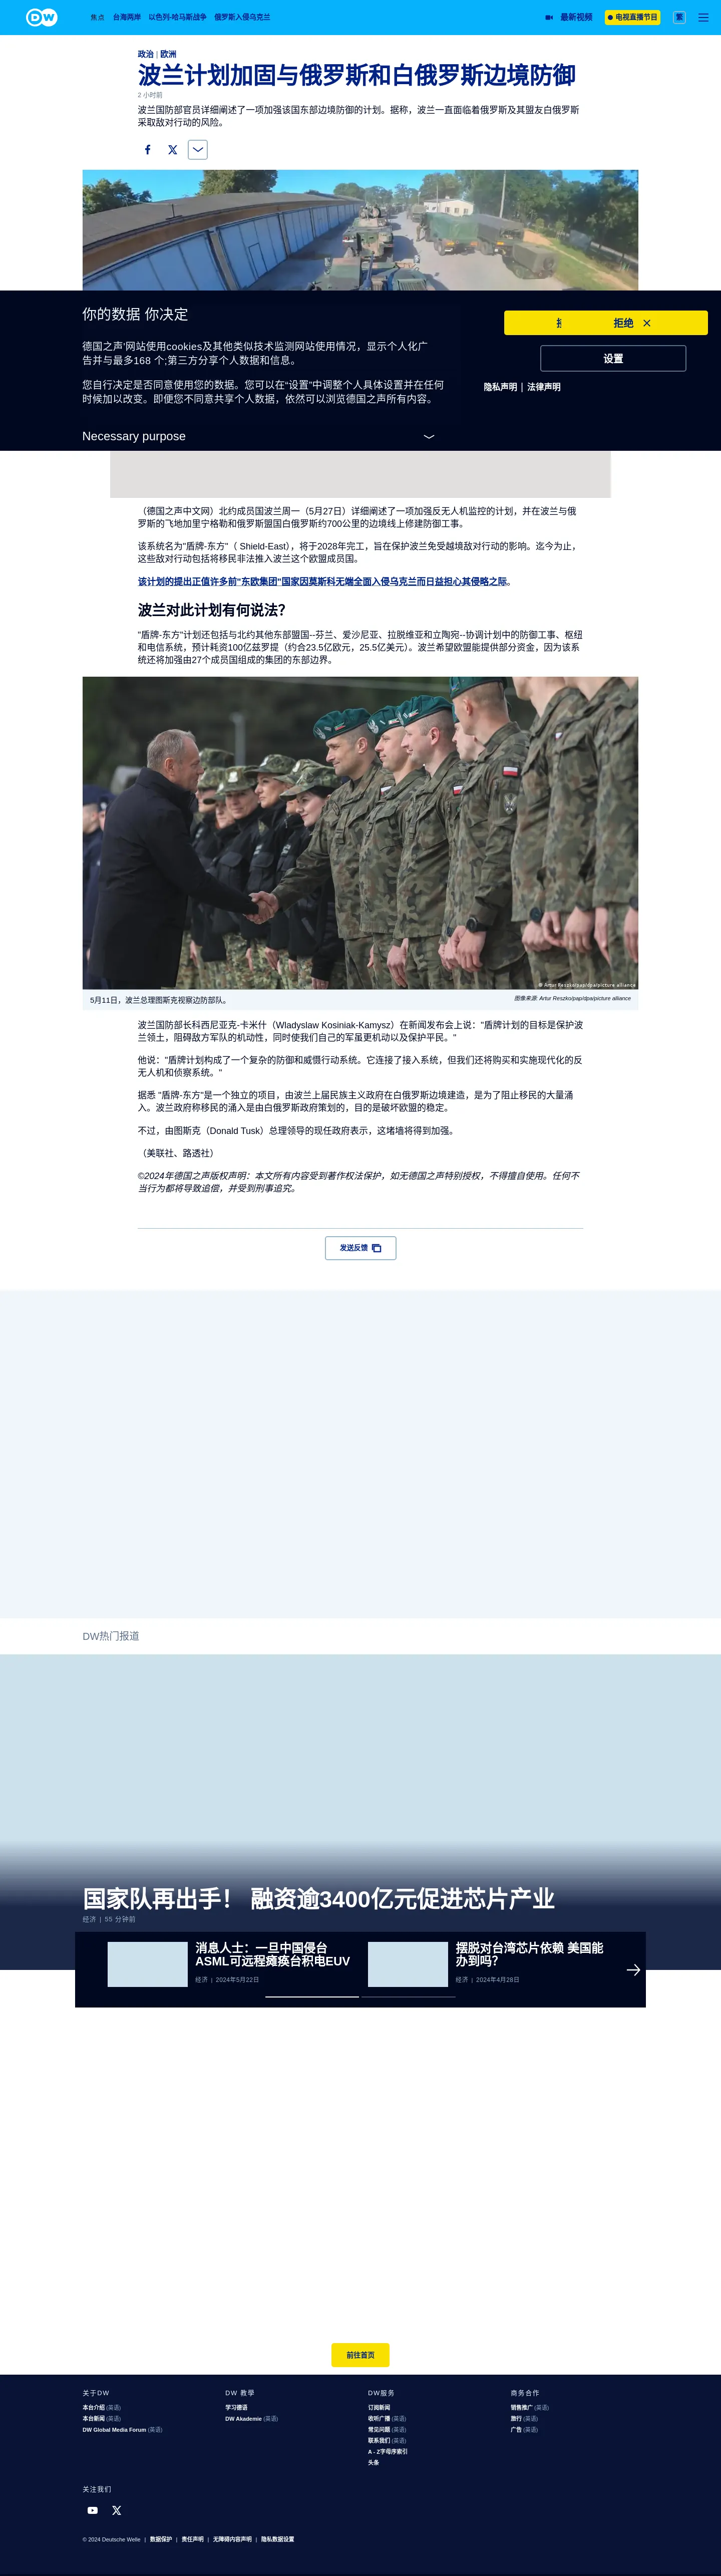 DW
焦点 台海两岸 以色列-哈马斯战争 俄罗斯入侵乌克兰 最新视频 电视直播节目 繁
政治 | 欧洲
波兰计划加固与俄罗斯和白俄罗斯边境防御
2 小时前
波兰国防部官员详细阐述了一项加强该国东部边境防御的计划。据称，波兰一直面临着俄罗斯及其盟友白俄罗斯
采取敌对行动的风险。
你的数据 你决定
拒绝
德国之声'网站使用cookies及其他类似技术监测网站使用情况，显示个人化广
告并与最多168 个;第三方分享个人数据和信息。
设置
您自行决定是否同意使用您的数据。您可以在“设置”中调整个人具体设置并在任何
时候加以改变。即便您不同意共享个人数据，依然可以浏览德国之声所有内容。
隐私声明 | 法律声明
Necessary purpose
（德国之声中文网）北约成员国波兰周一（5月27日）详细阐述了一项加强反无人机监控的计划，并在波兰与俄
罗斯的飞地加里宁格勒和俄罗斯盟国白俄罗斯约700公里的边境线上修建防御工事。
该系统名为"盾牌-东方"（ Shield-East），将于2028年完工，旨在保护波兰免受越境敌对行动的影响。迄今为止，
这些敌对行动包括将移民非法推入波兰这个欧盟成员国。
该计划的提出正值许多前"东欧集团"国家因莫斯科无端全面入侵乌克兰而日益担心其侵略之际。
波兰对此计划有何说法？
"盾牌-东方"计划还包括与北约其他东部盟国--芬兰、爱沙尼亚、拉脱维亚和立陶宛--协调计划中的防御工事、枢纽
和电信系统，预计耗资100亿兹罗提（约合23.5亿欧元，25.5亿美元）。波兰希望欧盟能提供部分资金，因为该系
统还将加强由27个成员国组成的集团的东部边界。
© Artur Reszko/pap/dpa/picture alliance
5月11日，波兰总理图斯克视察边防部队。
图像来源: Artur Reszko/pap/dpa/picture alliance
波兰国防部长科西尼亚克-卡米什（Wladyslaw Kosiniak-Kamysz）在新闻发布会上说："盾牌计划的目标是保护波
兰领土，阻碍敌方军队的机动性，同时使我们自己的军虽更机动以及保护平民。"
他说："盾牌计划构成了一个复杂的防御和威慑行动系统。它连接了接入系统，但我们还将购买和实施现代化的反
无人机和侦察系统。"
据悉 "盾牌-东方"是一个独立的项目，由波兰上届民族主义政府在白俄罗斯边境建造，是为了阻止移民的大量涌
入。波兰政府称移民的涌入是由白俄罗斯政府策划的，目的是破坏欧盟的稳定。
不过，由图斯克（Donald Tusk）总理领导的现任政府表示，这堵墙将得到加强。
（美联社、路透社）
©2024年德国之声版权声明：本文所有内容受到著作权法保护，如无德国之声特别授权，不得擅自使用。任何不
当行为都将导致追偿，并受到刑事追究。
发送反馈
DW热门报道
国家队再出手！ 融资逾3400亿元促进芯片产业
经济 | 55 分钟前
消息人士：一旦中国侵台
ASML可远程瘫痪台积电EUV
经济 | 2024年5月22日
摆脱对台湾芯片依赖 美国能
办到吗？
经济 | 2024年4月28日
前往首页
关于DW
本台介绍 (英语)
本台新闻 (英语)
DW Global Media Forum (英语)
DW 教學
学习德语
DW Akademie (英语)
DW服务
订阅新闻
收听广播 (英语)
常见问题 (英语)
联系我们 (英语)
A - Z字母序索引
头条
商务合作
销售推广 (英语)
旅行 (英语)
广告 (英语)
关注我们
© 2024 Deutsche Welle | 数据保护 | 责任声明 | 无障碍内容声明 | 隐私数据设置